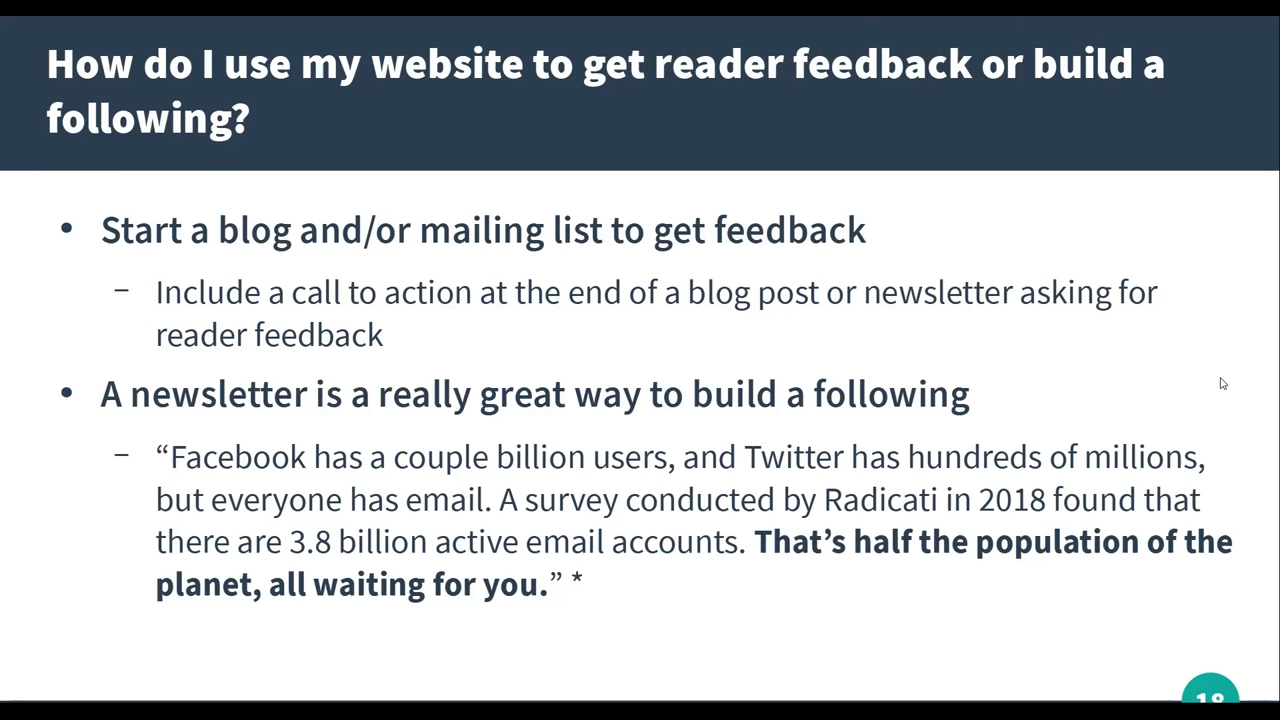 How do I use my website to get reader feedback or build a
following?
• Start a blog and/or mailing list to get feedback
– Include a call to action at the end of a blog post or newsletter asking for
reader feedback
• A newsletter is a really great way to build a following
– “Facebook has a couple billion users, and Twitter has hundreds of millions,
but everyone has email. A survey conducted by Radicati in 2018 found that
there are 3.8 billion active email accounts. That’s half the population of the
planet, all waiting for you.” *
18